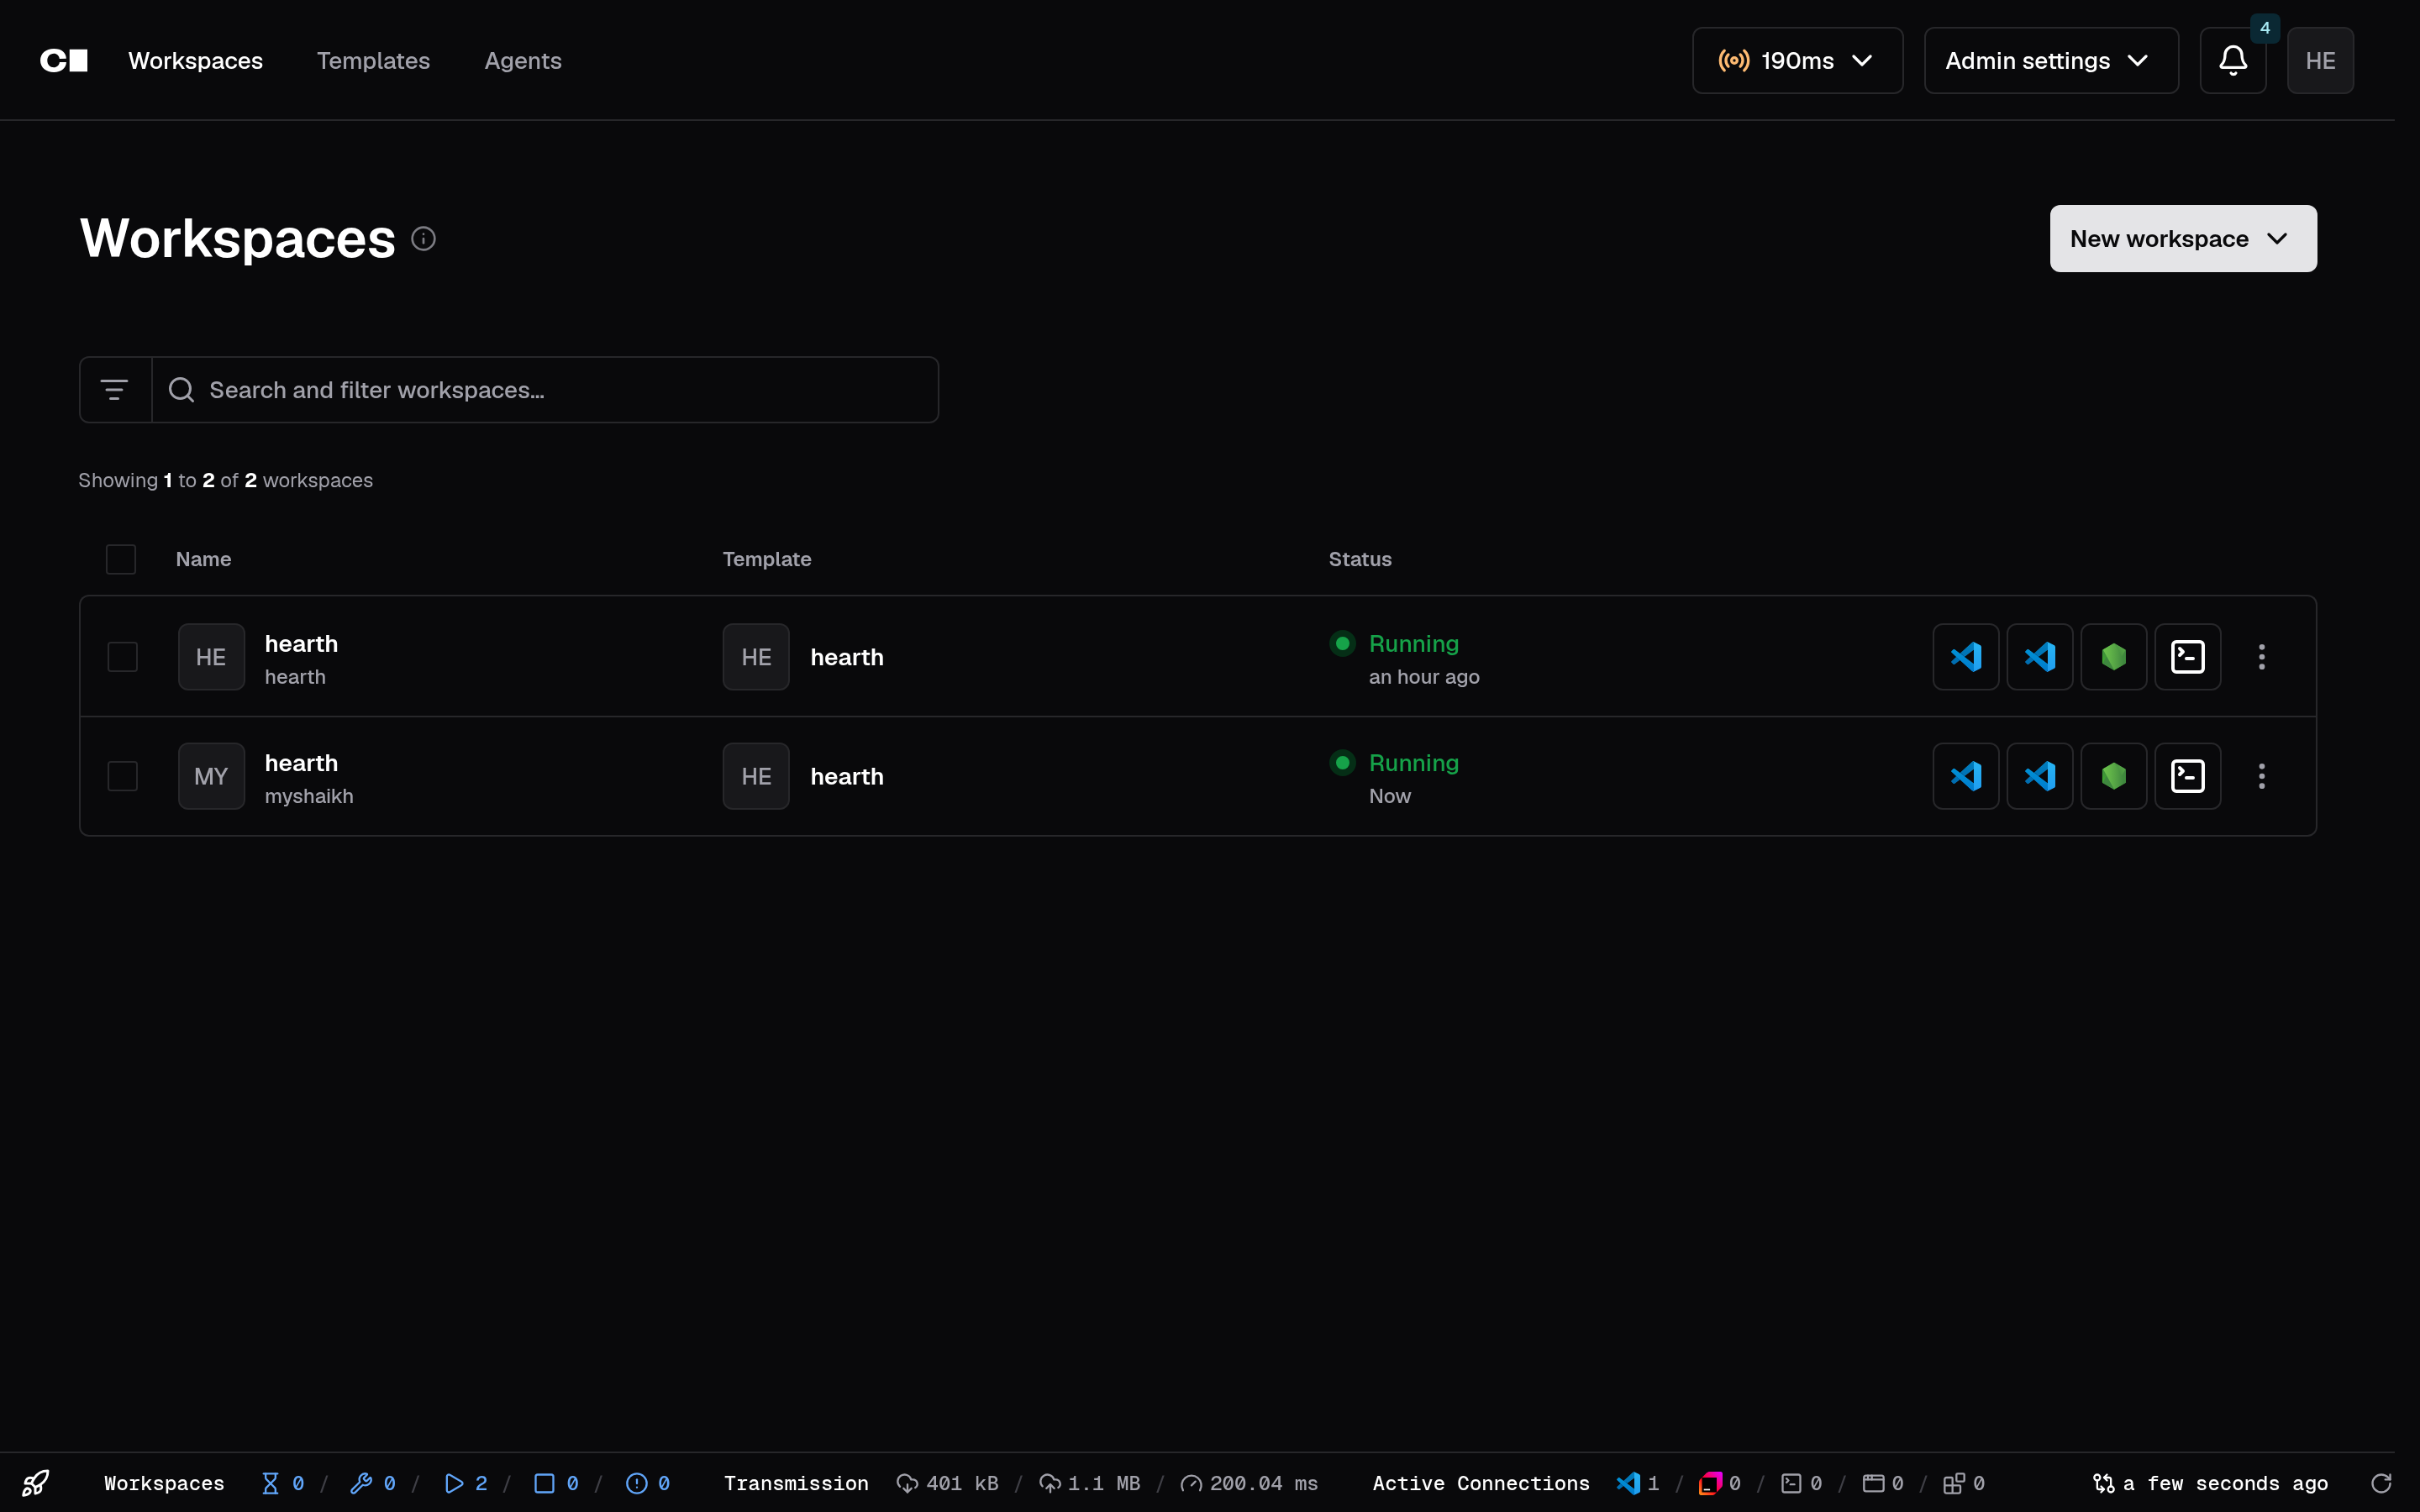 Workspaces Templates Agents 190ms Admin settings 4 HE
Workspaces New workspace
Search and filter workspaces...
Showing 1 to 2 of 2 workspaces
Name Template Status
HE hearth HE hearth Running
hearth an hour ago
MY hearth HE hearth Running
myshaikh Now
Workspaces 0 / 0 / 2 / 0 / 0 Transmission 401 kB / 1.1 MB / 200.04 ms Active Connections 1 / 0 / 0 / 0 / 0 a few seconds ago